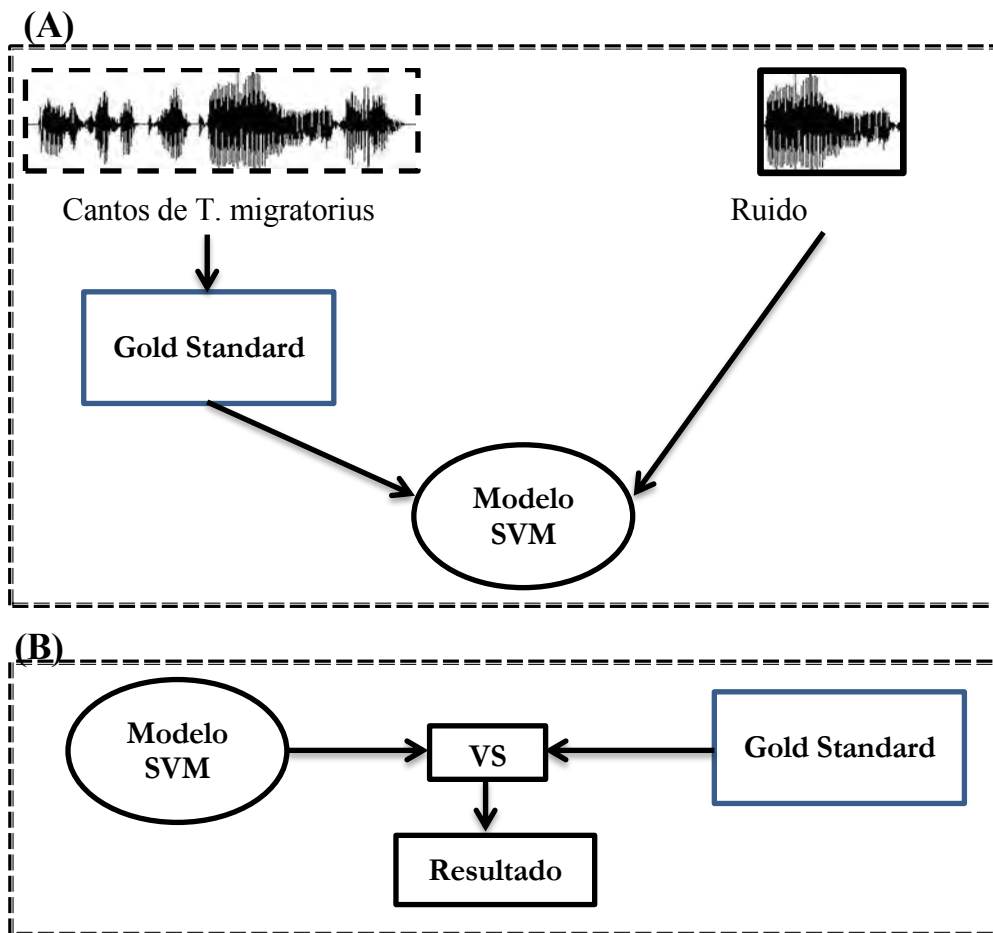 (A)
Cantos de T. migratorius
Ruido
Gold Standard
Modelo
SVM
(B)
Modelo
SVM
VS
Gold Standard
Resultado